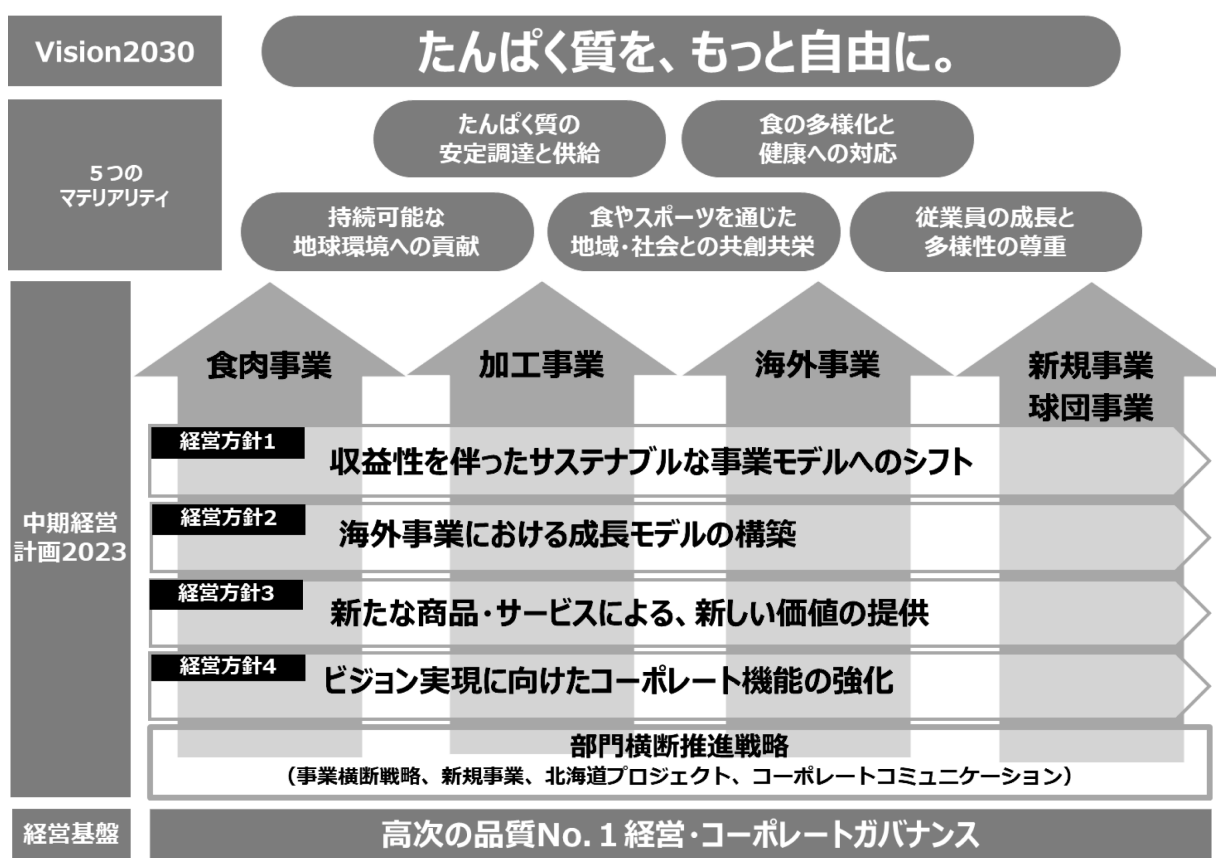 Vision2030
たんぱく質を、もっと自由に。
5つの
マテリアリティ
たんぱく質の
安定調達と供給
食の多様化と
健康への対応
持続可能な
地球環境への貢献
食やスポーツを通じた
地域・社会との共創共栄
従業員の成長と
多様性の尊重
中期経営
計画2023
食肉事業
加工事業
海外事業
新規事業
球団事業
経営方針1
収益性を伴ったサステナブルな事業モデルへのシフト
経営方針2
海外事業における成長モデルの構築
経営方針3
新たな商品・サービスによる、新しい価値の提供
経営方針4
ビジョン実現に向けたコーポレート機能の強化
部門横断推進戦略
（事業横断戦略、新規事業、北海道プロジェクト、コーポレートコミュニケーション）
経営基盤
高次の品質No.1経営・コーポレートガバナンス